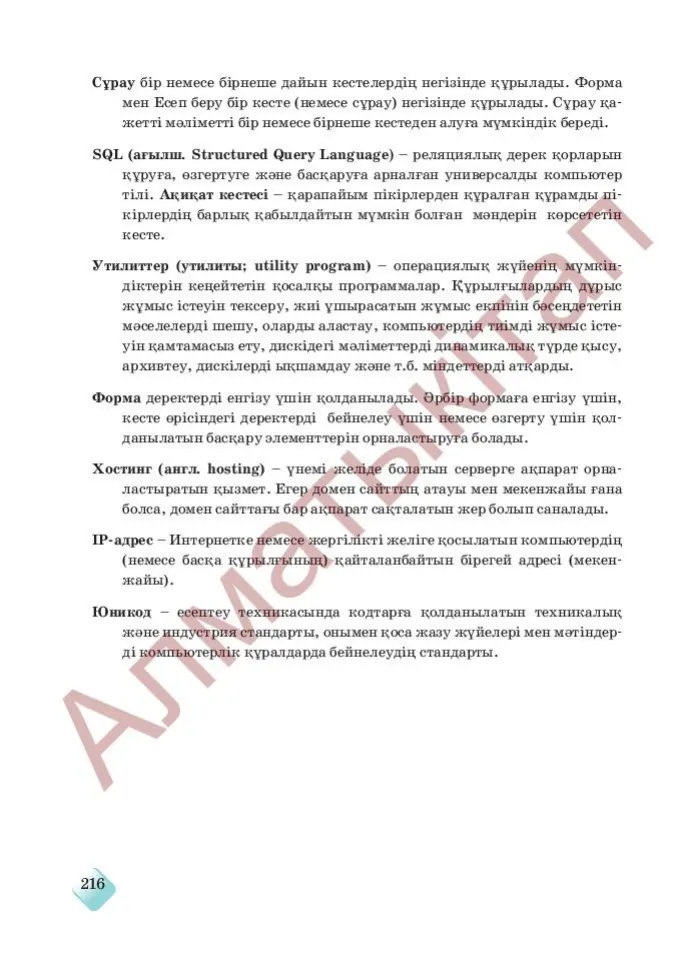 Сұрау бір немесе бірнеше дайын кестелердің негізінде құрылады. Форма
мен Есеп беру бір кесте (немесе сұрау) негізінде құрылады. Сұрау қа-
жетті мәліметті бір немесе бірнеше кестеден алуға мүмкіндік береді.
SQL (ағылш. Structured Query Language) – реляциялық дерек қорларын
құруға, өзгертуге және басқаруға арналған универсалды компьютер
тілі. Ақиқат кестесі – қарапайым пікірлерден құралған құрамды пі-
кірлердің барлық қабылдайтын мүмкін болған мәндерін көрсететін
кесте.
Утилиттер (утилиты; utility program) – операциялық жүйенің мүмкін-
діктерін кеңейтетін қосалқы программалар. Құрылғылардың дұрыс
жұмыс істеуін тексеру, жиі ұшырасатын жұмыс екпінін бәсеңдететін
мәселелерді шешу, оларды аластау, компьютердің тиімді жұмыс істе-
уін қамтамасыз ету, дискідегі мәліметтерді динамикалық түрде қысу,
архивтеу, дискілерді ықшамдау және т.б. міндеттерді атқарды.
Форма деректерді енгізу үшін қолданылады. Әрбір формаға енгізу үшін,
кесте өрісіндегі деректерді бейнелеу үшін немесе өзгерту үшін қол-
данылатын басқару элементтерін орналастыруға болады.
Хостинг (англ. hosting) – үнемі желіде болатын серверге ақпарат орна-
ластыратын қызмет. Егер домен сайттың атауы мен мекенжайы ғана
болса, домен сайттағы бар ақпарат сақталатын жер болып саналады.
IP-адрес – Интернетке немесе жергілікті желіге қосылатын компьютердің
(немесе басқа құрылғының) қайталанбайтын бірегей адресі (мекен-
жайы).
Юникод – есептеу техникасында кодтарға қолданылатын техникалық
және индустрия стандарты, онымен қоса жазу жүйелері мен мәтіндер-
ді компьютерлік құралдарда бейнелеудің стандарты.
Алматыкітап
216